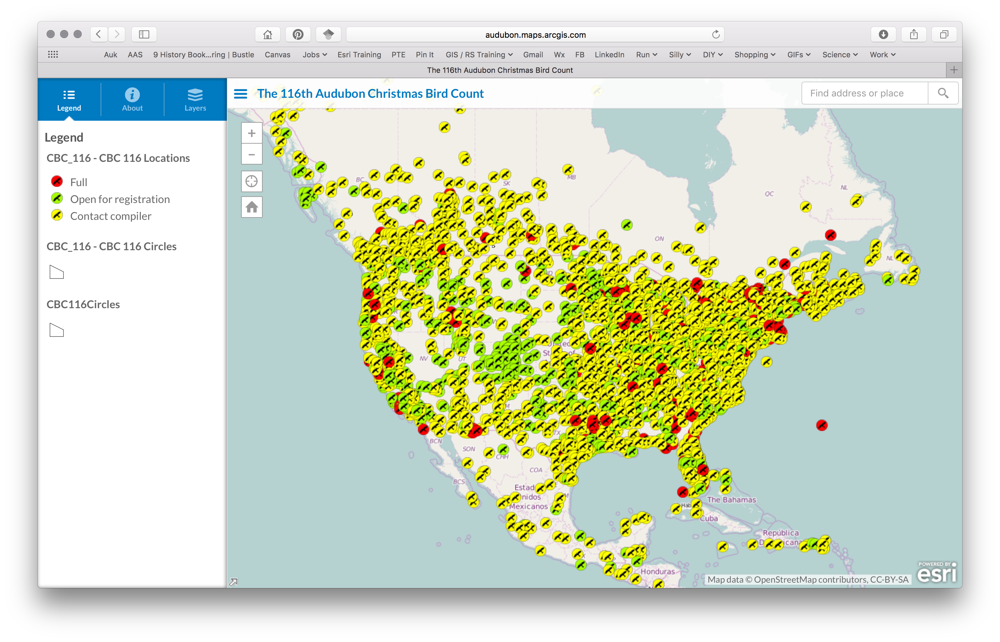 audubon.maps.arcgis.com
Auk AAS 9 History Book...ring | Bustle Canvas Jobs Esri Training PTE Pin It GIS / RS Training Gmail Wx FB LinkedIn Run Silly DIY Shopping GIFs Science Work
The 116th Audubon Christmas Bird Count
Legend About Layers
The 116th Audubon Christmas Bird Count
Find address or place
Legend
CBC_116 - CBC 116 Locations
Full
Open for registration
Contact compiler
CBC_116 - CBC 116 Circles
CBC116Circles
+
−
BC
SK
MB
QC
NL
ON
NL
NV
UT
TX
BCN
SON
CHH
COA
BCS
Mexicanos
The Bahamas
Cuba
República
Honduras
POWERED BY
esri
Map data © OpenStreetMap contributors, CC-BY-SA